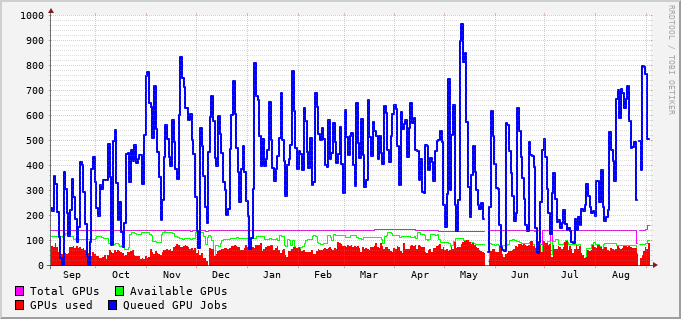 1000
900
800
700
600
500
400
300
200
100
0
Sep Oct Nov Dec Jan Feb Mar Apr May Jun Jul Aug
Total GPUs Available GPUs
GPUs used Queued GPU Jobs
RRDTOOL / TOBI OETIKER